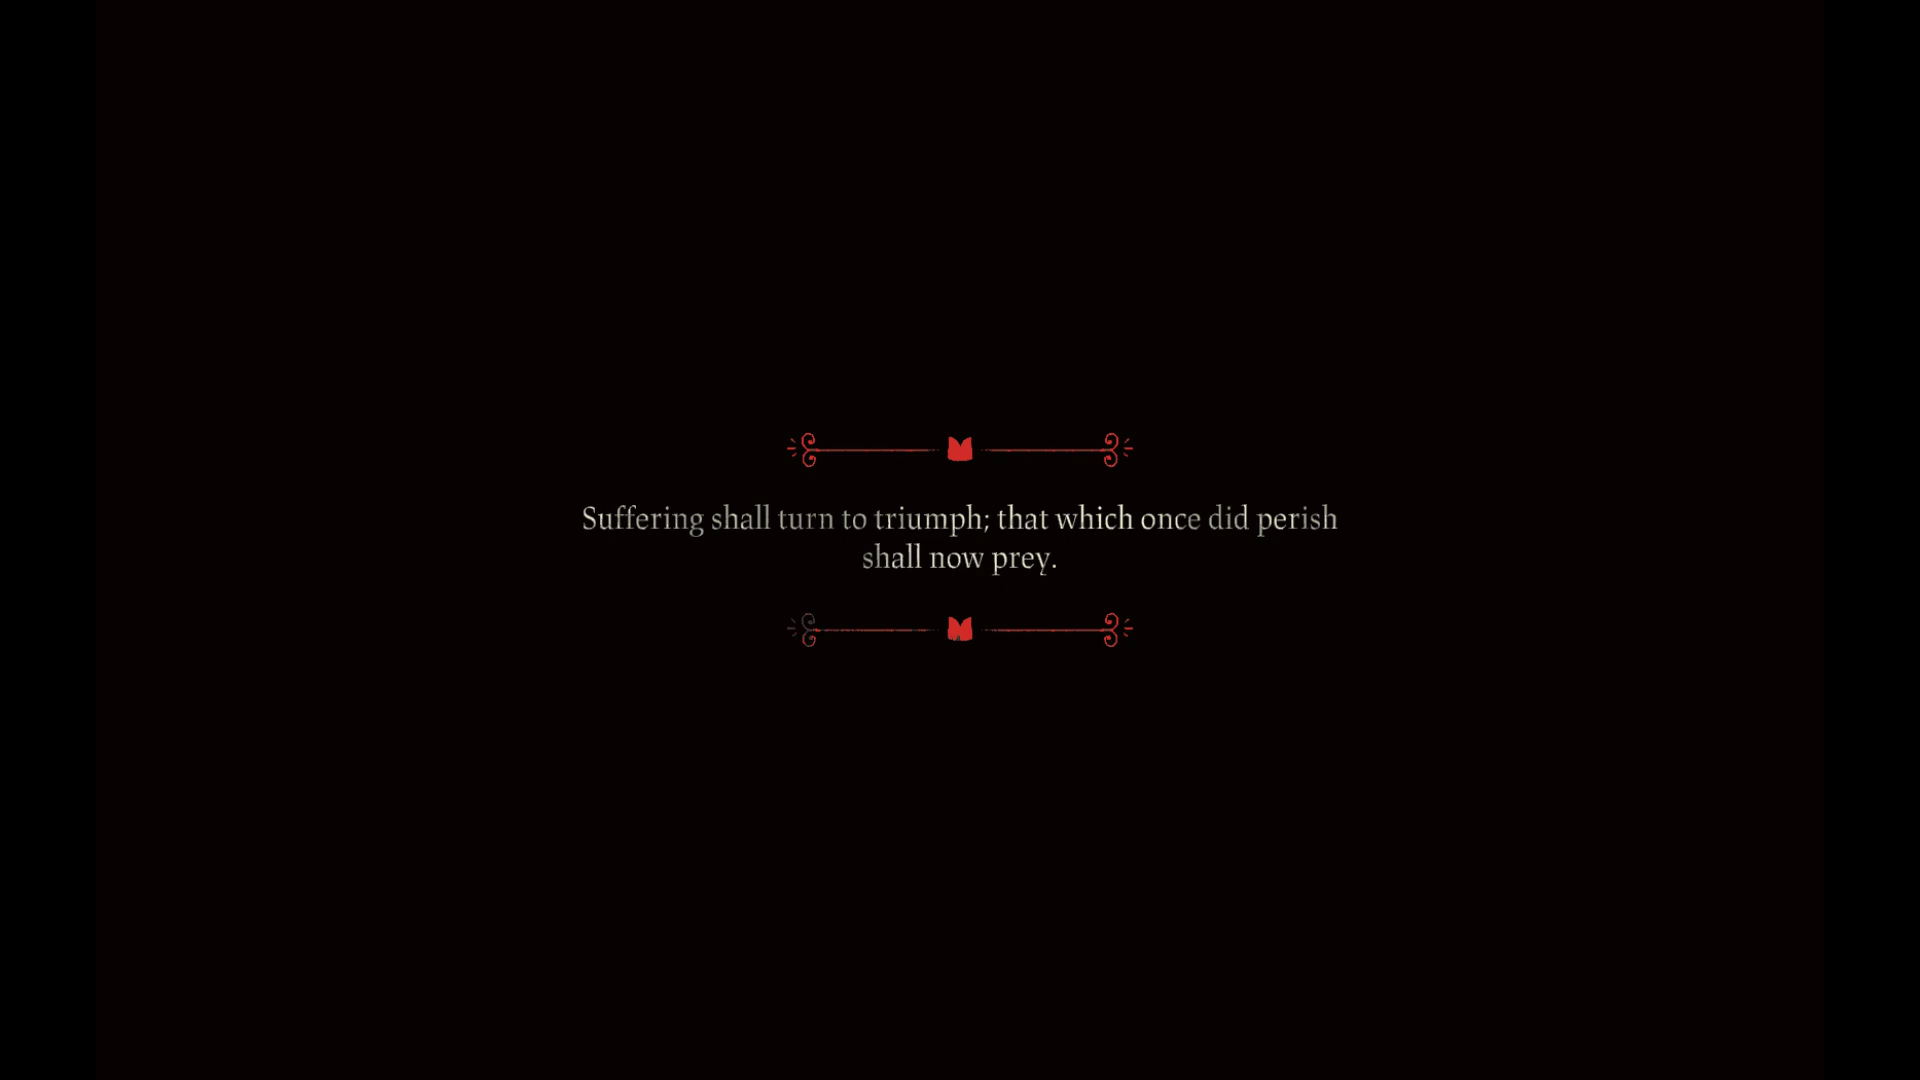 Suffering shall turn to triumph; that which once did perish
shall now prey.